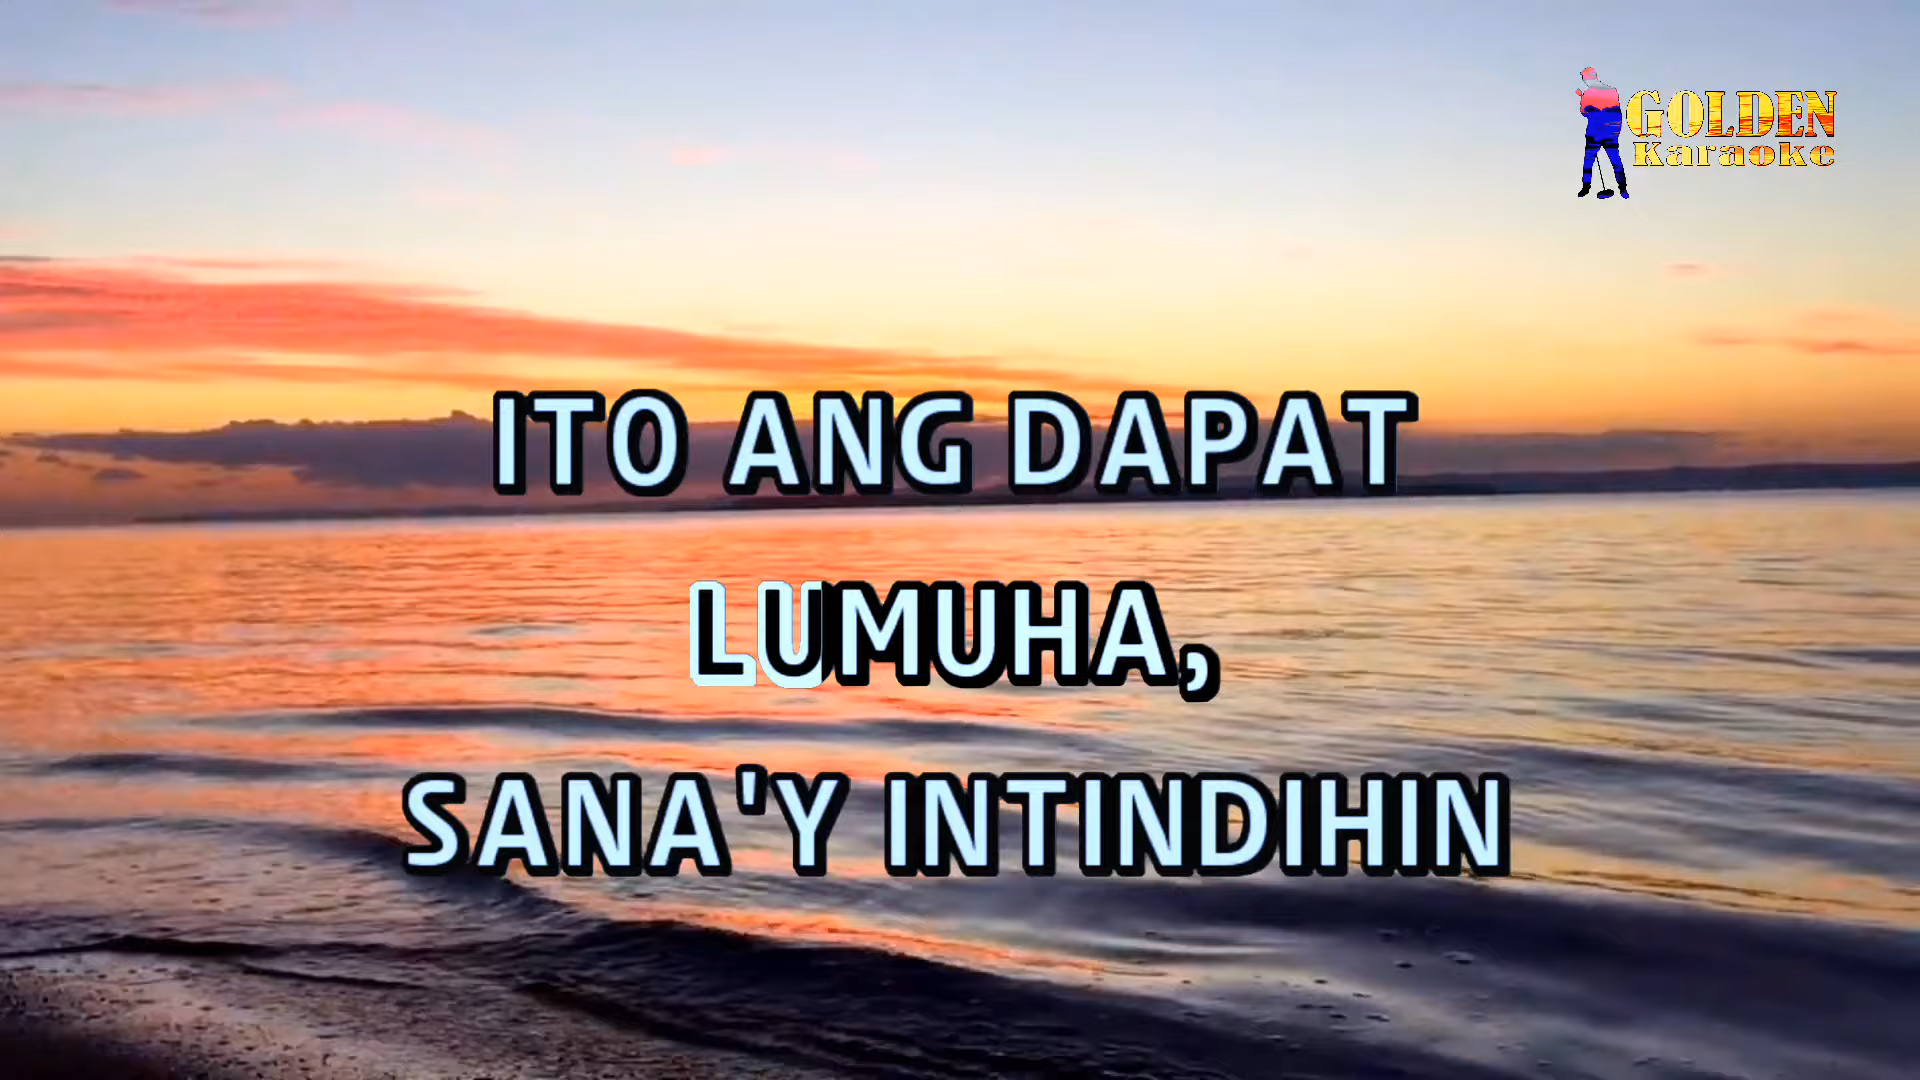 GOLDEN
Karaoke
ITO ANG DAPAT
LUMUHA,
SANA'Y INTINDIHIN